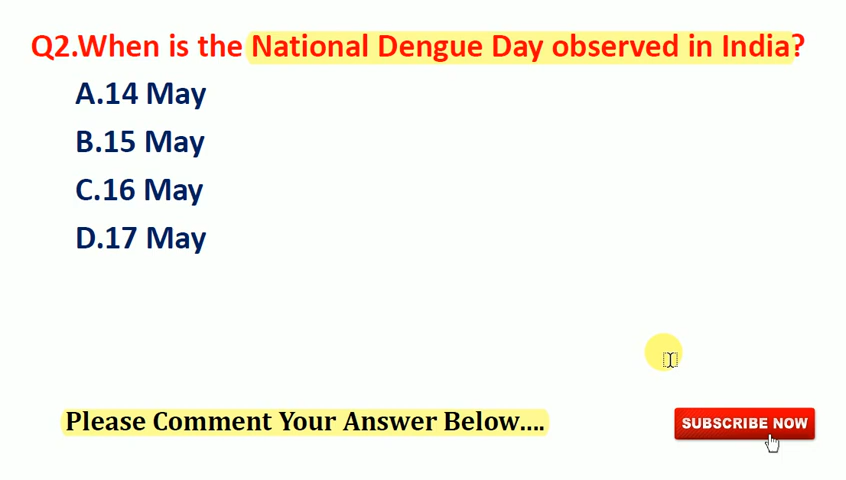 Q2.When is the National Dengue Day observed in India?
A.14 May
B.15 May
C.16 May
D.17 May
Please Comment Your Answer Below....
SUBSCRIBE NOW